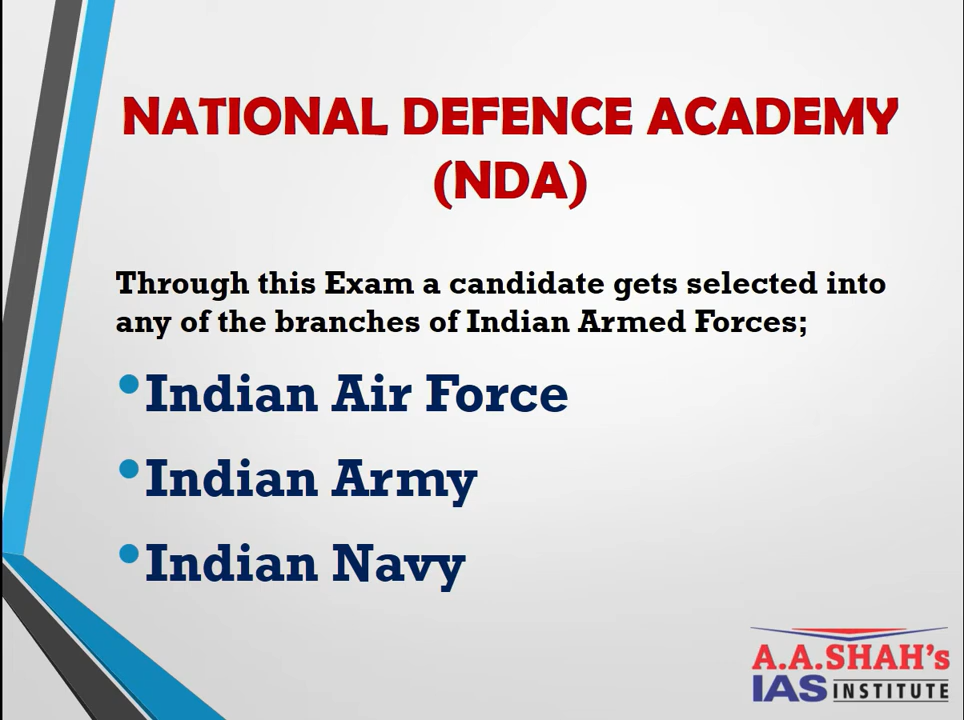 NATIONAL DEFENCE ACADEMY
(NDA)
Through this Exam a candidate gets selected into
any of the branches of Indian Armed Forces;
•Indian Air Force
•Indian Army
•Indian Navy
A.A.SHAH's
IAS INSTITUTE